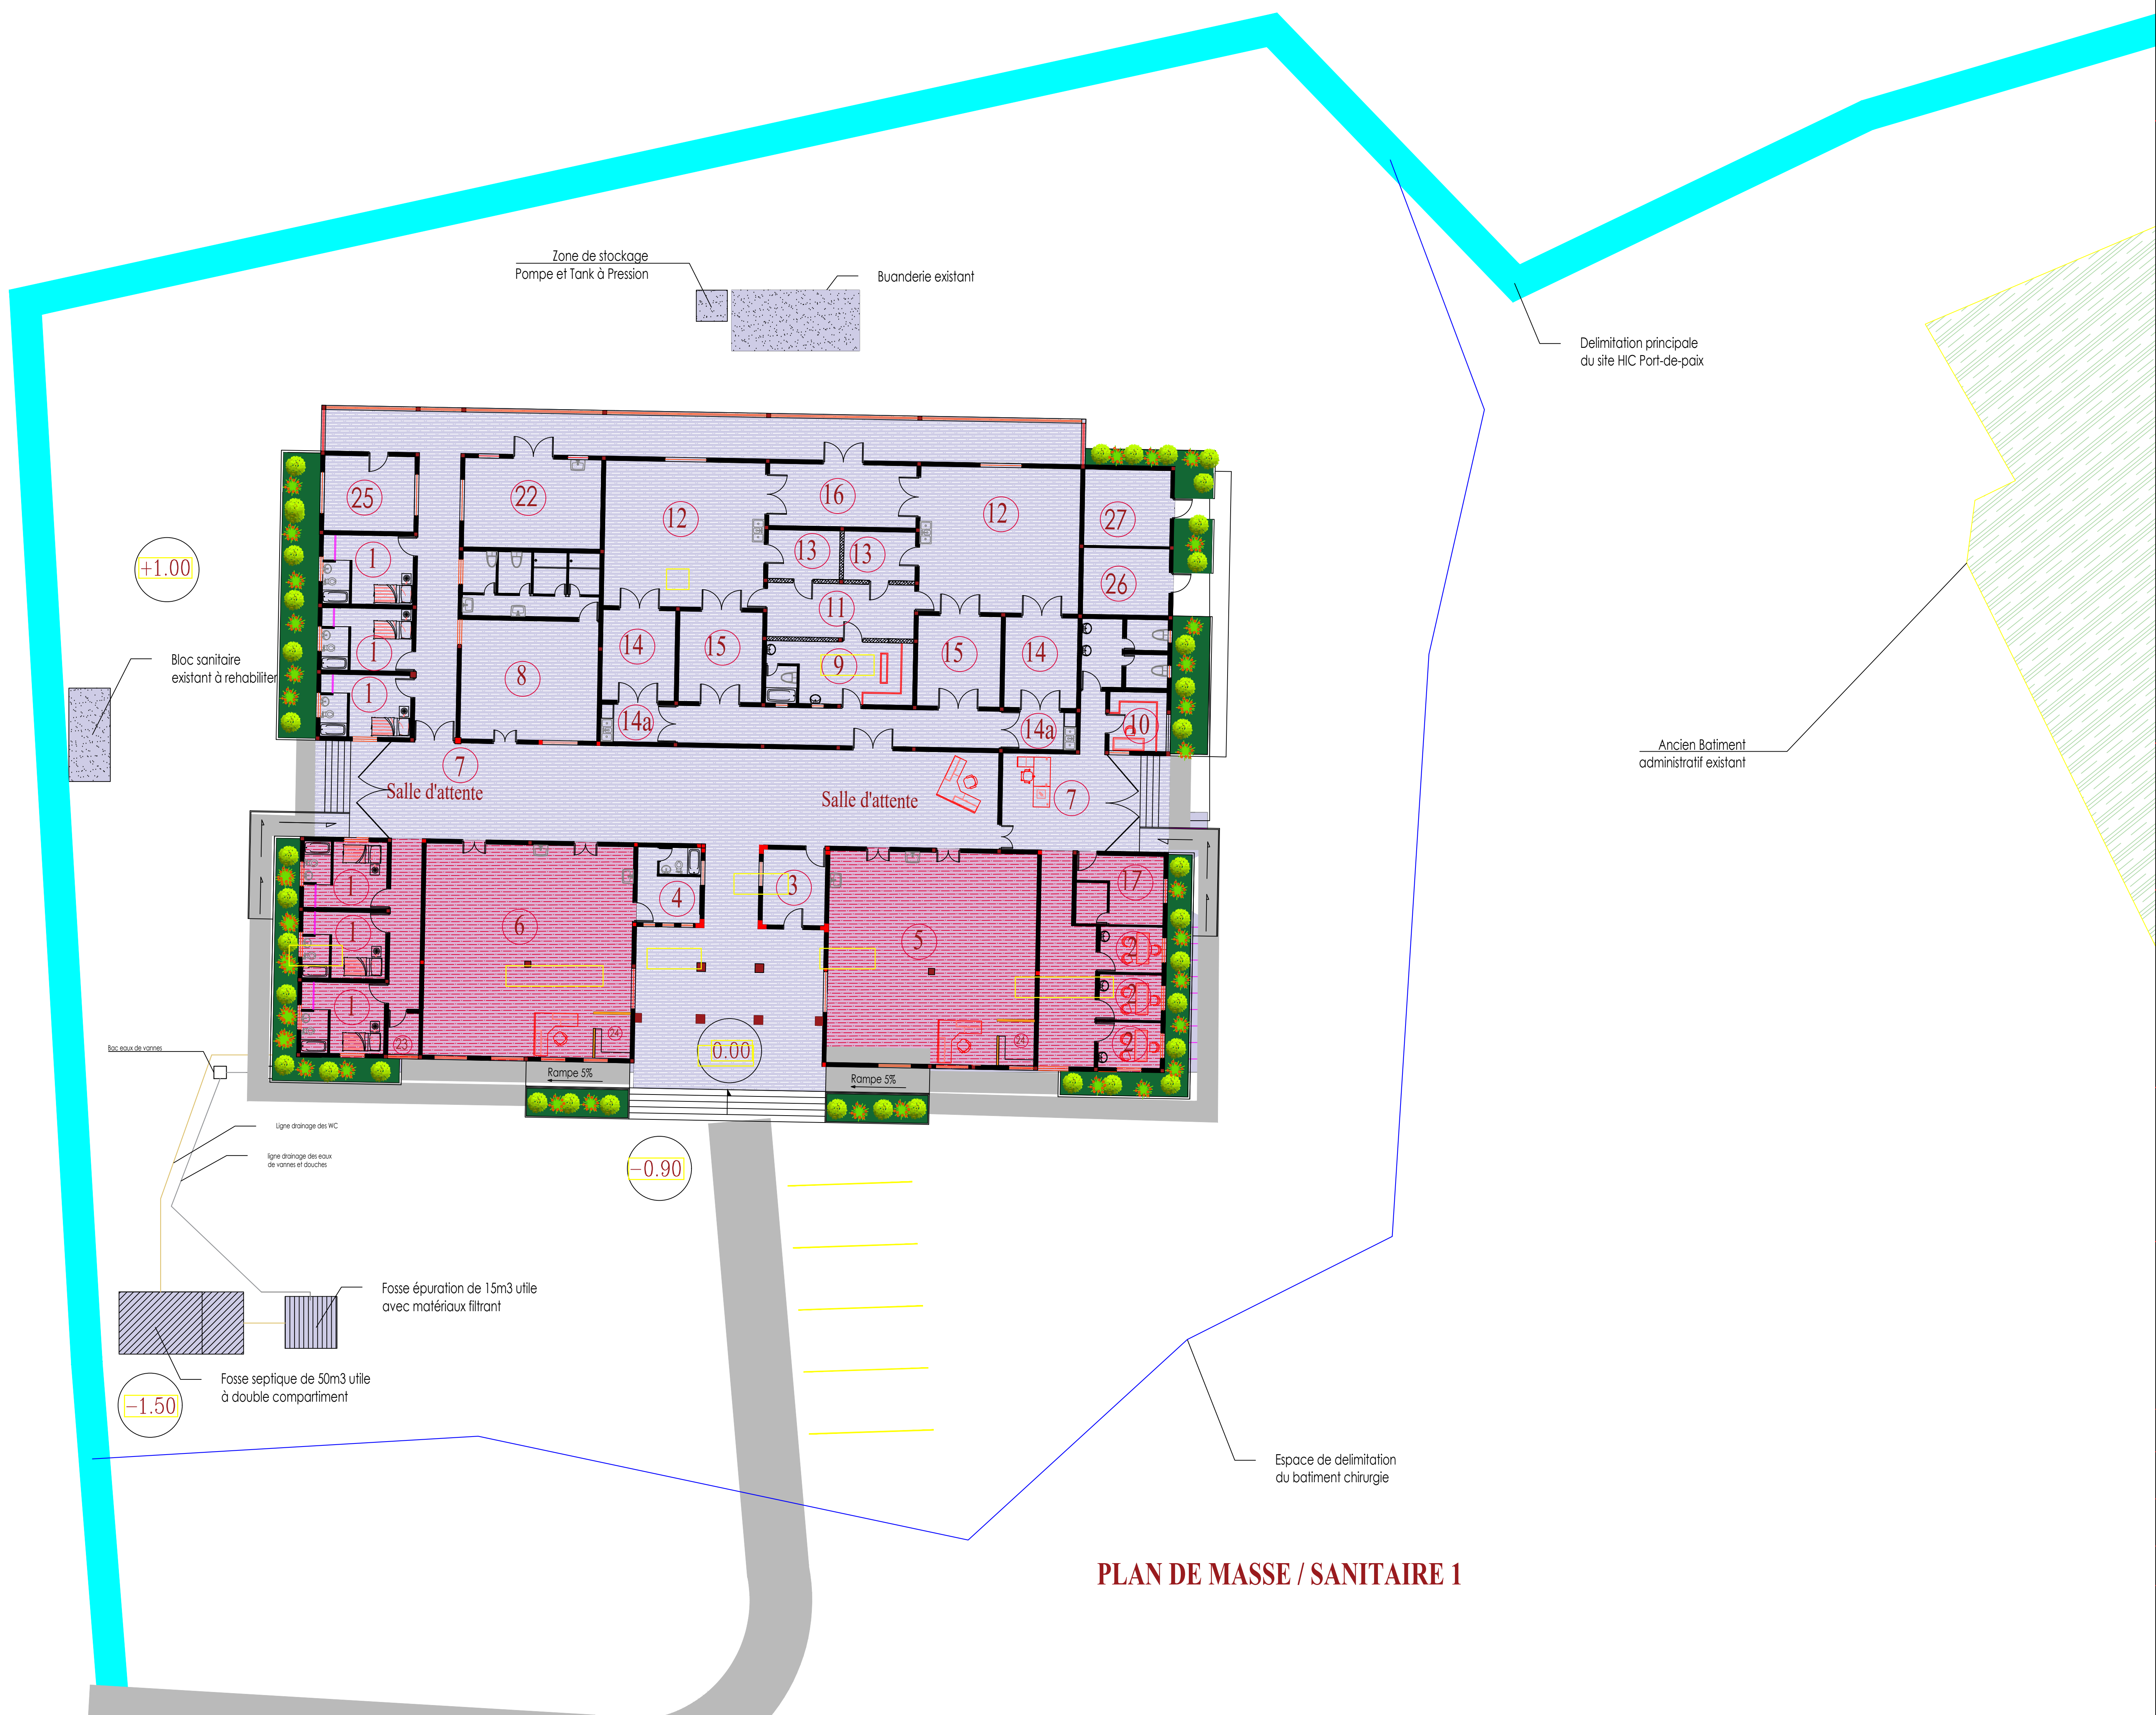 Zone de stockage
Pompe et Tank à Pression
Buanderie existant
Delimitation principale
du site HIC Port-de-paix
25
22
12
16
12
27
1
13
13
26
+1.00
11
1
14
15
9
15
14
Bloc sanitaire
existant à rehabiliter
8
1
14a
14a
10
Ancien Batiment
administratif existant
7
Salle d'attente
Salle d'attente
7
1
4
3
17
6
5
1
2
1
2
23
24
24
2
0.00
Bac eaux de vannes
Rampe 5%
Rampe 5%
Ligne drainage des WC
ligne drainage des eaux
de vannes et douches
−0.90
Fosse épuration de 15m3 utile
avec matériaux filtrant
Fosse septique de 50m3 utile
à double compartiment
−1.50
Espace de delimitation
du batiment chirurgie
PLAN DE MASSE / SANITAIRE 1